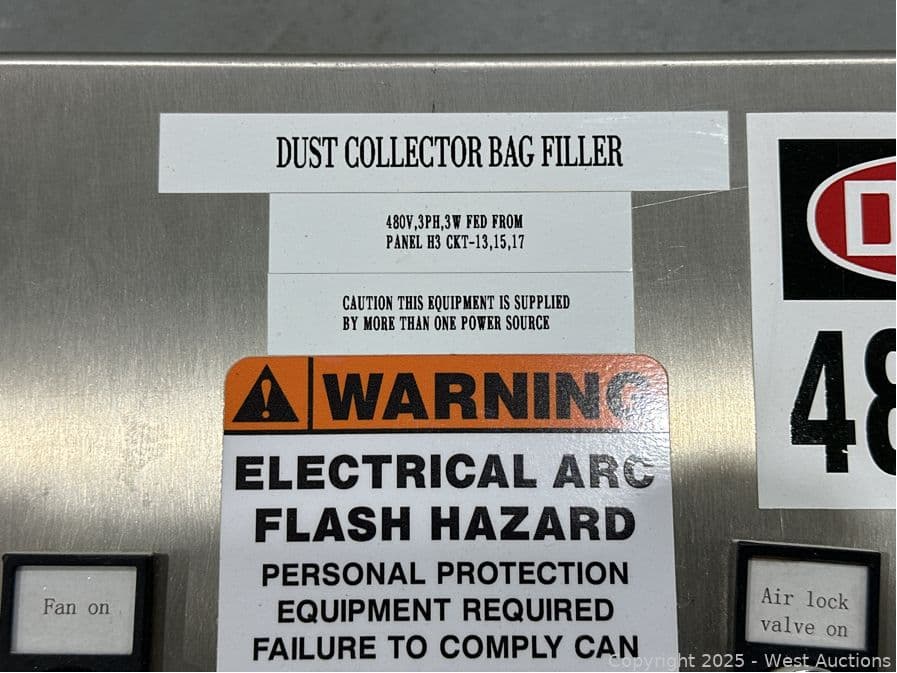 DUST COLLECTOR BAG FILLER
480V,3PH,3W FED FROM
PANEL H3 CKT-13,15,17
CAUTION THIS EQUIPMENT IS SUPPLIED
BY MORE THAN ONE POWER SOURCE
WARNING
ELECTRICAL ARC
FLASH HAZARD
PERSONAL PROTECTION
EQUIPMENT REQUIRED
FAILURE TO COMPLY CAN
D
48
Fan on
Air lock
valve on
Copyright 2025 - West Auctions